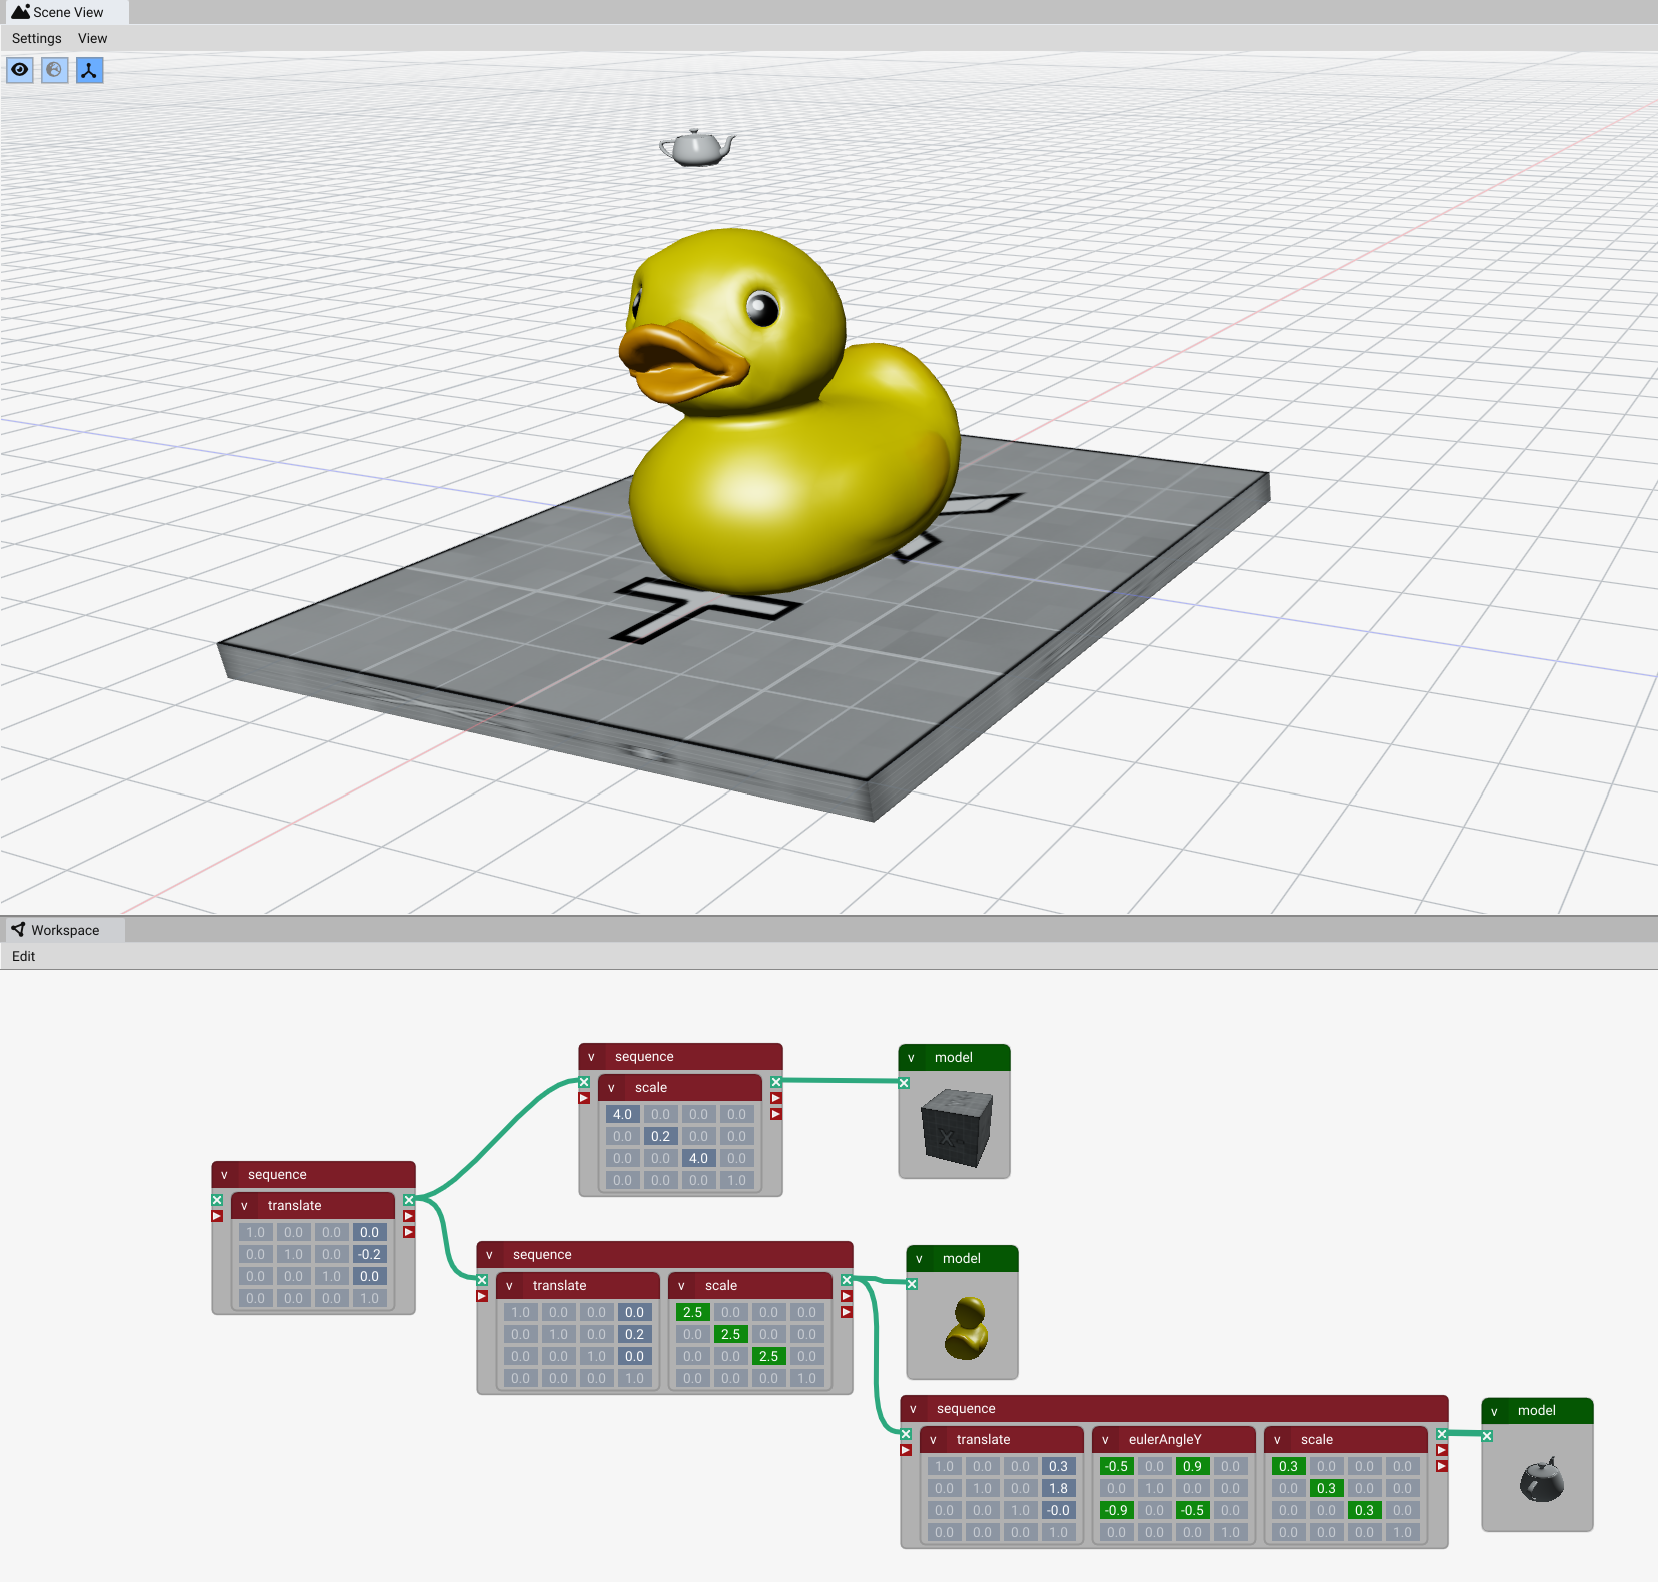 Scene View
Settings View
T
Y
Workspace
Edit
v sequence
v scale
4.0 0.0 0.0 0.0
0.0 0.2 0.0 0.0
0.0 0.0 4.0 0.0
0.0 0.0 0.0 1.0
v model
X
v sequence
v translate
1.0 0.0 0.0 0.0
0.0 1.0 0.0 -0.2
0.0 0.0 1.0 0.0
0.0 0.0 0.0 1.0
v sequence
v translate
1.0 0.0 0.0 0.0
0.0 1.0 0.0 0.2
0.0 0.0 1.0 0.0
0.0 0.0 0.0 1.0
v scale
2.5 0.0 0.0 0.0
0.0 2.5 0.0 0.0
0.0 0.0 2.5 0.0
0.0 0.0 0.0 1.0
v model
v sequence
v translate
1.0 0.0 0.0 0.3
0.0 1.0 0.0 1.8
0.0 0.0 1.0 -0.0
0.0 0.0 0.0 1.0
v eulerAngleY
-0.5 0.0 0.9 0.0
0.0 1.0 0.0 0.0
-0.9 0.0 -0.5 0.0
0.0 0.0 0.0 1.0
v scale
0.3 0.0 0.0 0.0
0.0 0.3 0.0 0.0
0.0 0.0 0.3 0.0
0.0 0.0 0.0 1.0
v model